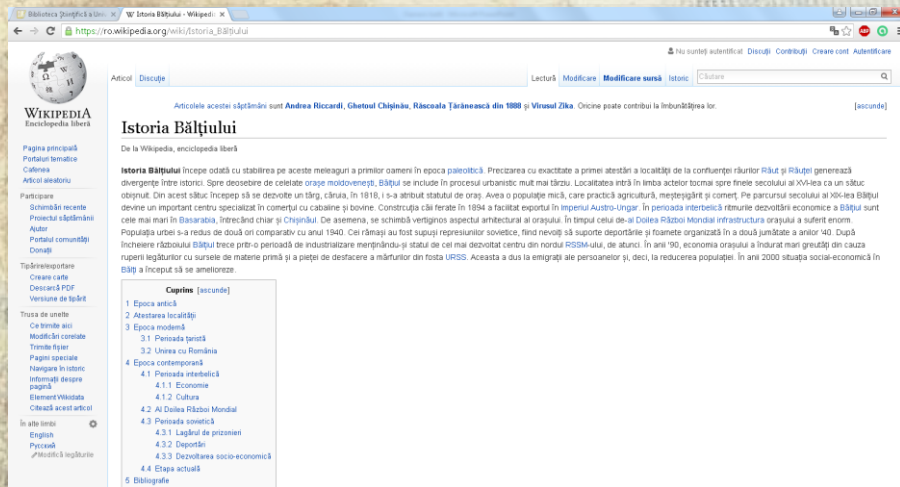 Biblioteca Științifică a Univ
Istoria Bălțiului - Wikipedi
https://ro.wikipedia.org/wiki/Istoria_Bălțiului
Nu sunteți autentificat Discuții Contribuții Creare cont Autentificare
Articol Discuție Lectură Modificare Modificare sursă Istoric Căutare
WIKIPEDIA
Enciclopedia liberă
Articolele acestei săptămâni sunt Andrea Riccardi, Ghetoul Chișinău, Răscoala Țărănească din 1888 și Virusul Zika. Oricine poate contribui la îmbunătățirea lor. [ascunde]
Istoria Bălțiului
De la Wikipedia, enciclopedia liberă
Istoria Bălțiului începe odată cu stabilirea pe aceste meleaguri a primilor oameni în epoca paleolitică. Precizarea cu exactitate a primei atestări a localității de la confluenței râurilor Răut și Răuțel generează
divergențe între istorici. Spre deosebire de celelate orașe moldovenești, Bălțiul se include în procesul urbanistic mult mai târziu. Localitatea intră în limba actelor tocmai spre finele secolului al XVI-lea ca un sătuc
obișnuit. Din acest sătuc începep să se dezvolte un târg, căruia, în 1818, i s-a atribuit statutul de oraș. Avea o populație mică, care practică agricultură, meșteșigărit și comerț. Pe parcursul secolului al XIX-lea Bălțiul
devine un important centru specializat în comerțul cu cabaline și bovine. Construcția căii ferate în 1894 a facilitat exportul în Imperiul Austro-Ungar. În perioada interbelică ritmurile dezvoltării economice a Bălțiul sunt
cele mai mari în Basarabia, întrecând chiar și Chișinăul. De asemenea, se schimbă vertiginos aspectul arhitectural al orașului. În timpul celui de-al Doilea Război Mondial infrastructura orașului a suferit enorm.
Populația urbei s-a redus de două ori comparativ cu anul 1940. Cei rămași au fost supuși represiunilor sovietice, fiind nevoiți să suporte deportările și foamete organizată în a două jumătate a anilor '40. După
încheiere războiului Bălțiul trece pritr-o perioadă de industrializare menținându-și statul de cel mai dezvoltat centru din nordul RSSM-ului, de atunci. În anii '90, economia orașului a îndurat mari greutăți din cauza
ruperii legăturilor cu sursele de materie primă și a pieței de desfacere a mărfurilor din fosta URSS. Aceasta a dus la emigrații ale persoanelor și, deci, la reducerea populației. În anii 2000 situația social-economică în
Bălți a început să se amelioreze.
Pagina principală
Portaluri tematice
Cafenea
Articol aleatoriu
Participare
Schimbări recente
Proiectul săptămânii
Ajutor
Portalul comunității
Donații
Tipărire/exportare
Creare carte
Descarcă PDF
Versiune de tipărit
Trusa de unelte
Ce trimite aici
Modificări corelate
Trimite fișier
Pagini speciale
Navigare în istoric
Informații despre
pagină
Element Wikidata
Citează acest articol
În alte limbi
English
Русский
Modifică legăturile
Cuprins [ascunde]
1 Epoca antică
2 Atestarea localității
3 Epoca modernă
3.1 Perioada țaristă
3.2 Unirea cu România
4 Epoca contemporană
4.1 Perioada interbelică
4.1.1 Economie
4.1.2 Cultura
4.2 Al Doilea Război Mondial
4.3 Perioada sovietică
4.3.1 Lagărul de prizonieri
4.3.2 Deportări
4.3.3 Dezvoltarea socio-economică
4.4 Etapa actuală
5 Bibliografie